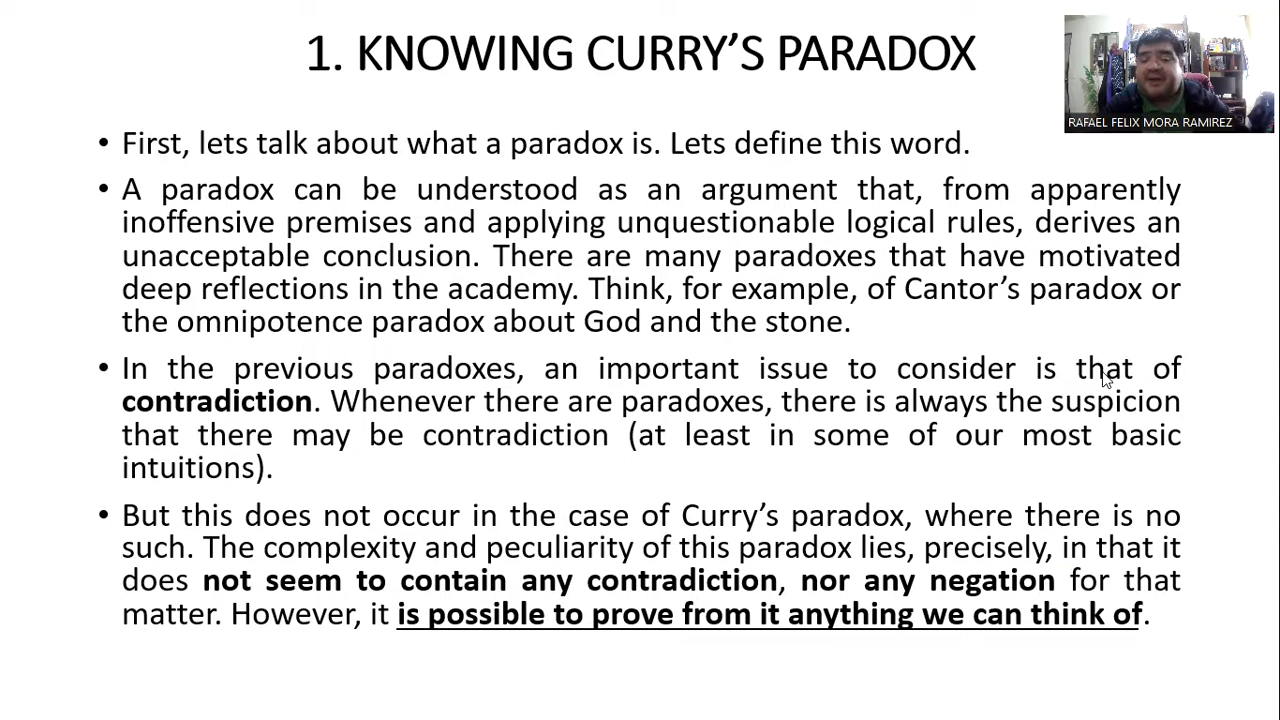 1. KNOWING CURRY’S PARADOX
RAFAEL FELIX MORA RAMIREZ
• First, lets talk about what a paradox is. Lets define this word.
• A paradox can be understood as an argument that, from apparently
inoffensive premises and applying unquestionable logical rules, derives an
unacceptable conclusion. There are many paradoxes that have motivated
deep reflections in the academy. Think, for example, of Cantor’s paradox or
the omnipotence paradox about God and the stone.
• In the previous paradoxes, an important issue to consider is that of
contradiction. Whenever there are paradoxes, there is always the suspicion
that there may be contradiction (at least in some of our most basic
intuitions).
• But this does not occur in the case of Curry’s paradox, where there is no
such. The complexity and peculiarity of this paradox lies, precisely, in that it
does not seem to contain any contradiction, nor any negation for that
matter. However, it is possible to prove from it anything we can think of.